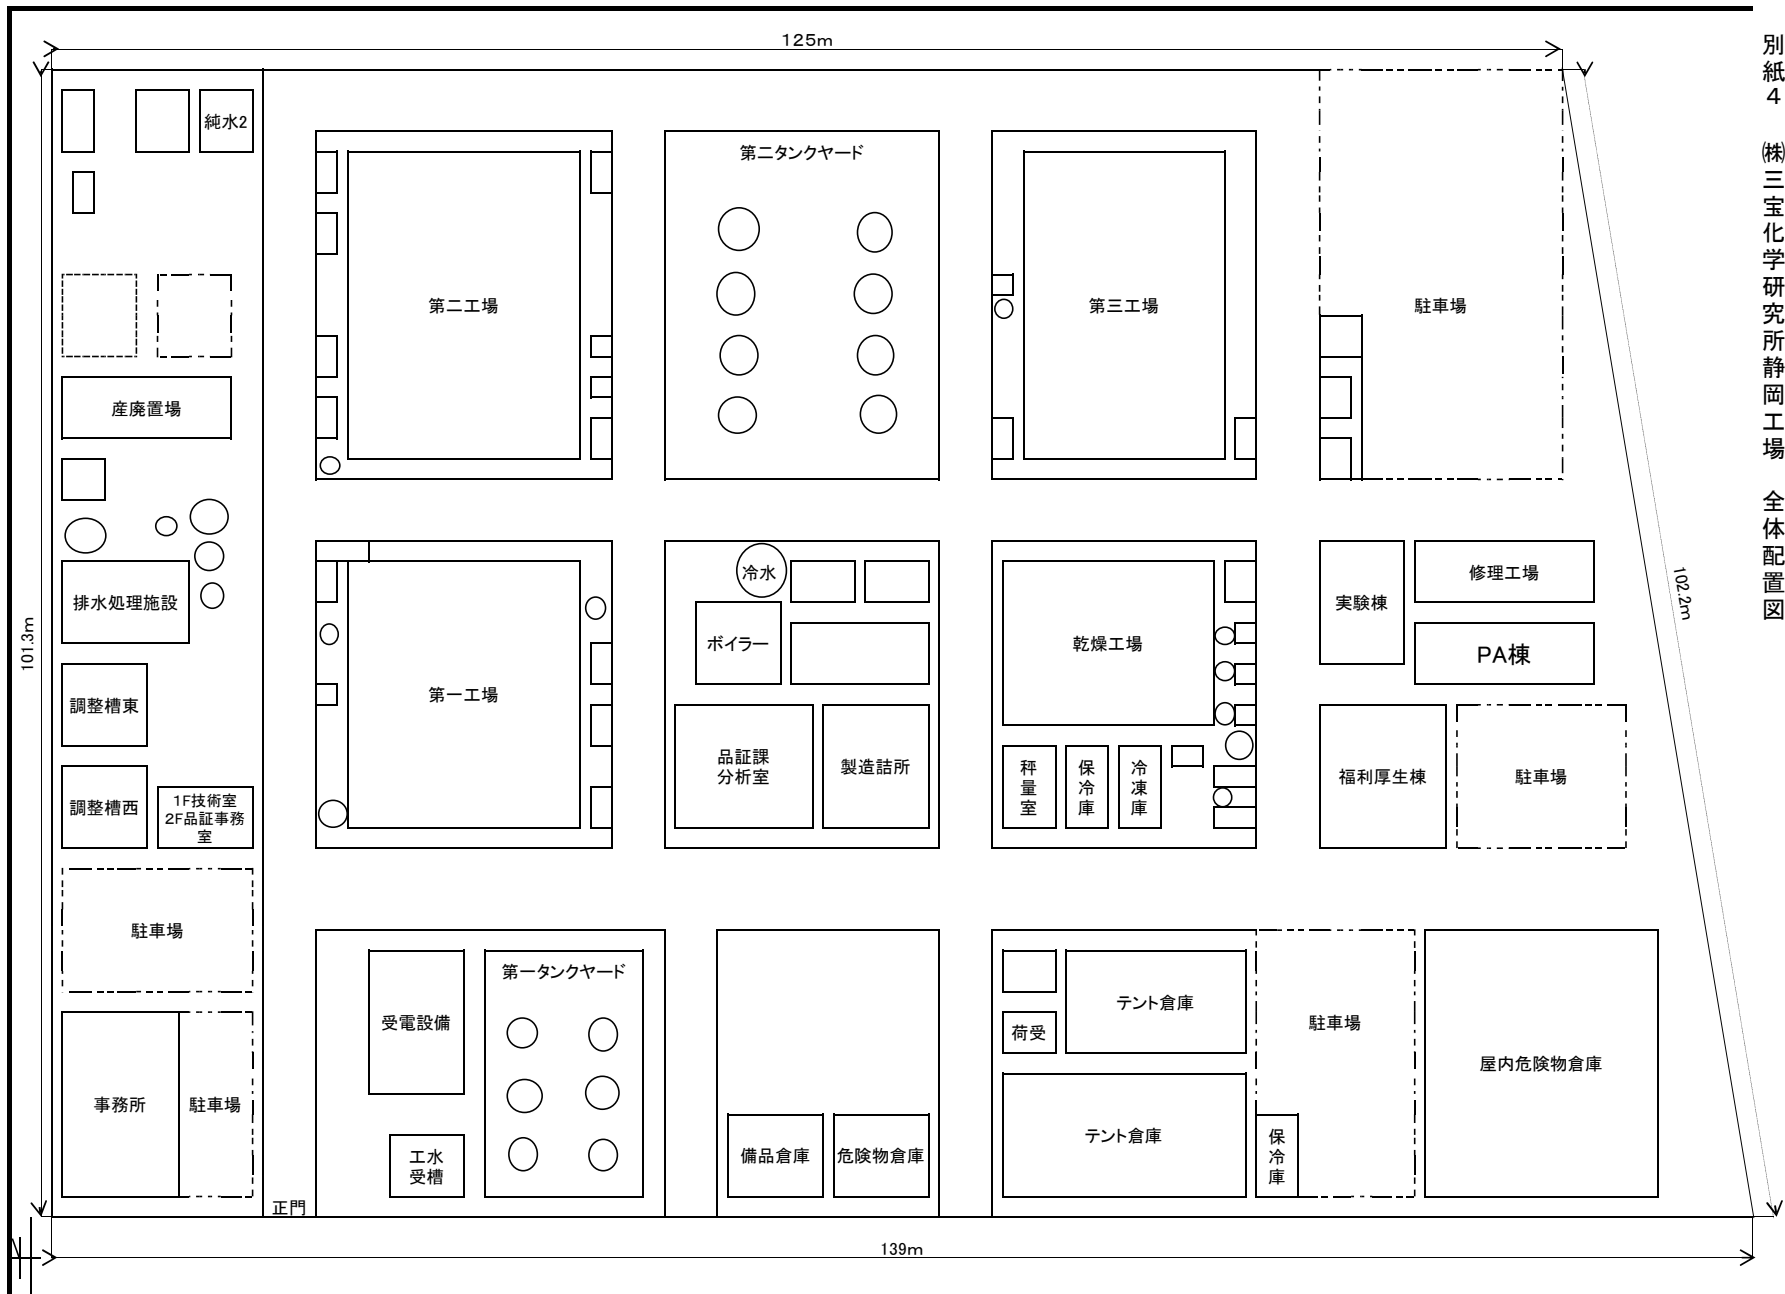 別紙４　㈱三宝化学研究所静岡工場　全体配置図
125m
純水2
第二タンクヤード
第二工場
第三工場
駐車場
産廃置場
冷水
修理工場
排水処理施設
実験棟
ボイラー
乾燥工場
PA棟
101.3m
102.2m
調整槽東
第一工場
品証課
分析室
製造詰所
秤量室
保冷庫
冷凍庫
福利厚生棟
駐車場
調整槽西
1F技術室
2F品証事務
室
駐車場
第一タンクヤード
受電設備
テント倉庫
荷受
駐車場
屋内危険物倉庫
事務所
駐車場
テント倉庫
工水
受槽
備品倉庫
危険物倉庫
保冷庫
正門
139m